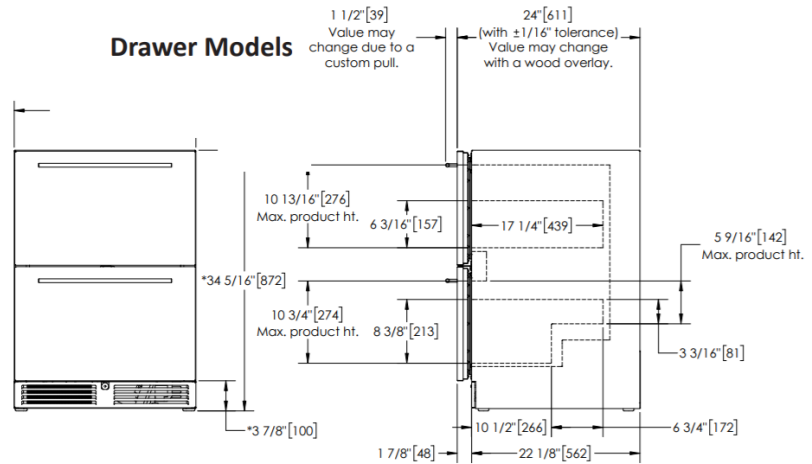 Drawer Models
1 1/2"[39]
Value may
change due to a
custom pull.
24"[611]
(with ±1/16" tolerance)
Value may change
with a wood overlay.
10 13/16"[276]
Max. product ht.
6 3/16"[157]
17 1/4"[439]
5 9/16"[142]
Max. product ht.
*34 5/16"[872]
10 3/4"[274]
Max. product ht.
8 3/8"[213]
3 3/16"[81]
*3 7/8"[100]
10 1/2"[266]
6 3/4"[172]
1 7/8"[48]
22 1/8"[562]